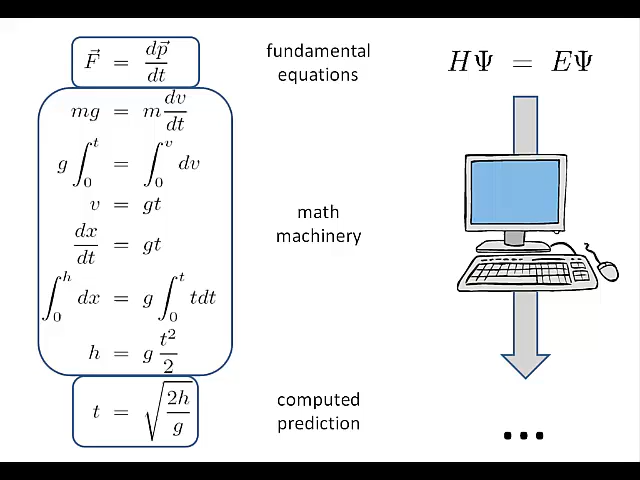 F⃗ = dp⃗/dt
mg = m dv/dt
g ∫₀ᵗ = ∫₀ᵛ dv
v = gt
dx/dt = gt
∫₀ʰ dx = g ∫₀ᵗ tdt
h = g t²/2
t = √(2h/g)
fundamental
equations
math
machinery
computed
prediction
HΨ = EΨ
...